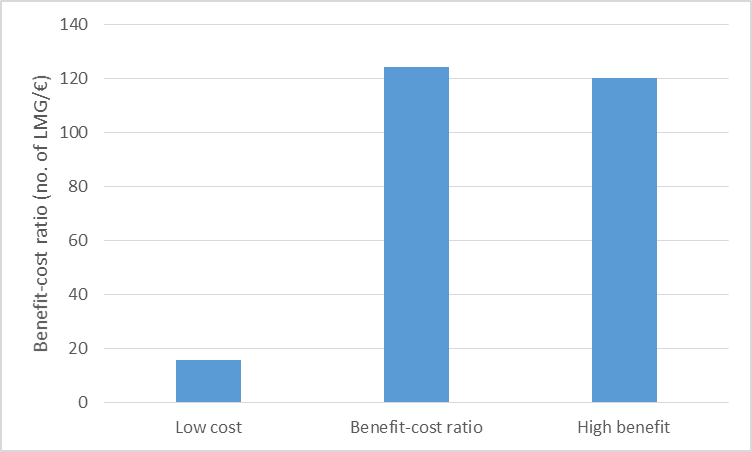 140
120
100
80
60
40
20
0
Benefit-cost ratio (no. of LMG/€)
Low cost
Benefit-cost ratio
High benefit